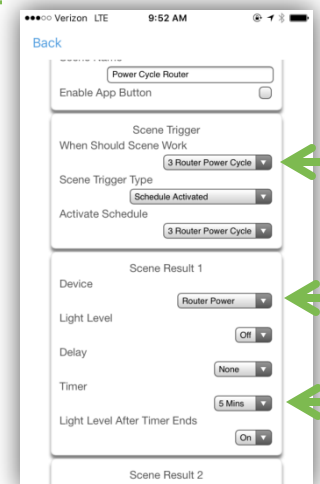 Verizon LTE 9:52 AM
Back
Scene Name
Power Cycle Router
Enable App Button
Scene Trigger
When Should Scene Work
3 Router Power Cycle
Scene Trigger Type
Schedule Activated
Activate Schedule
3 Router Power Cycle
Scene Result 1
Device
Router Power
Light Level
Off
Delay
None
Timer
5 Mins
Light Level After Timer Ends
On
Scene Result 2